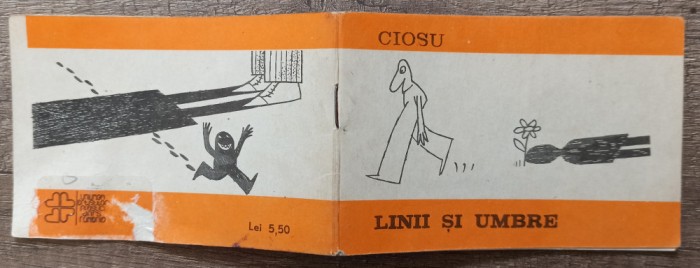 Lei 5,50
CIOSU
LINII ȘI UMBRE